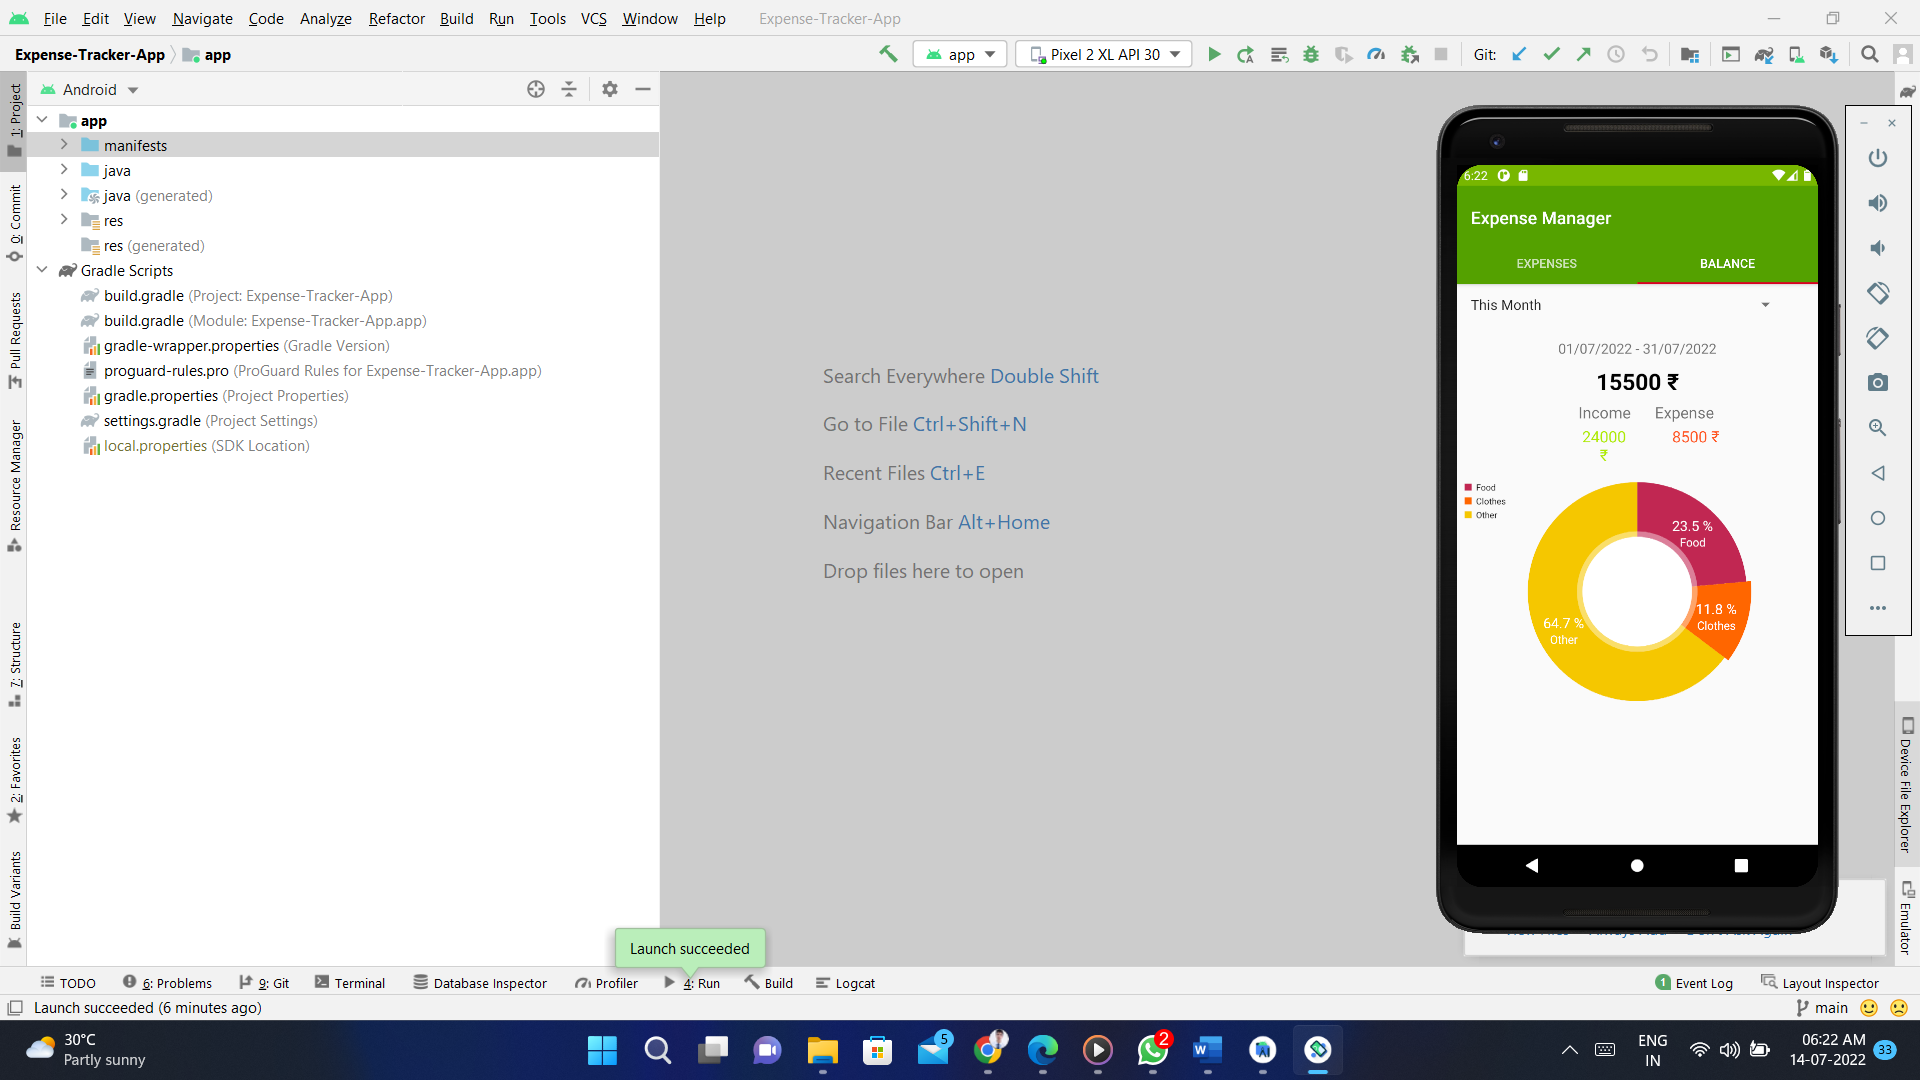 File Edit View Navigate Code Analyze Refactor Build Run Tools VCS Window Help Expense-Tracker-App
Expense-Tracker-App app
app Pixel 2 XL API 30 Git:
Android
1: Project
0: Commit
Pull Requests
Resource Manager
7: Structure
2: Favorites
Build Variants
app
manifests
java
java (generated)
res
res (generated)
Gradle Scripts
build.gradle (Project: Expense-Tracker-App)
build.gradle (Module: Expense-Tracker-App.app)
gradle-wrapper.properties (Gradle Version)
proguard-rules.pro (ProGuard Rules for Expense-Tracker-App.app)
gradle.properties (Project Properties)
settings.gradle (Project Settings)
local.properties (SDK Location)
Search Everywhere Double Shift
Go to File Ctrl+Shift+N
Recent Files Ctrl+E
Navigation Bar Alt+Home
Drop files here to open
6:22
Expense Manager
EXPENSES BALANCE
This Month
01/07/2022 - 31/07/2022
15500 ₹
Income Expense
24000 8500 ₹
₹
Food
Clothes
Other
23.5 %
Food
11.8 %
Clothes
64.7 %
Other
Device File Explorer
Emulator
Launch succeeded
TODO 6: Problems 9: Git Terminal Database Inspector Profiler 4: Run Build Logcat 1 Event Log Layout Inspector
Launch succeeded (6 minutes ago) main
30°C
Partly sunny
5
2
ENG
IN
06:22 AM
14-07-2022
33